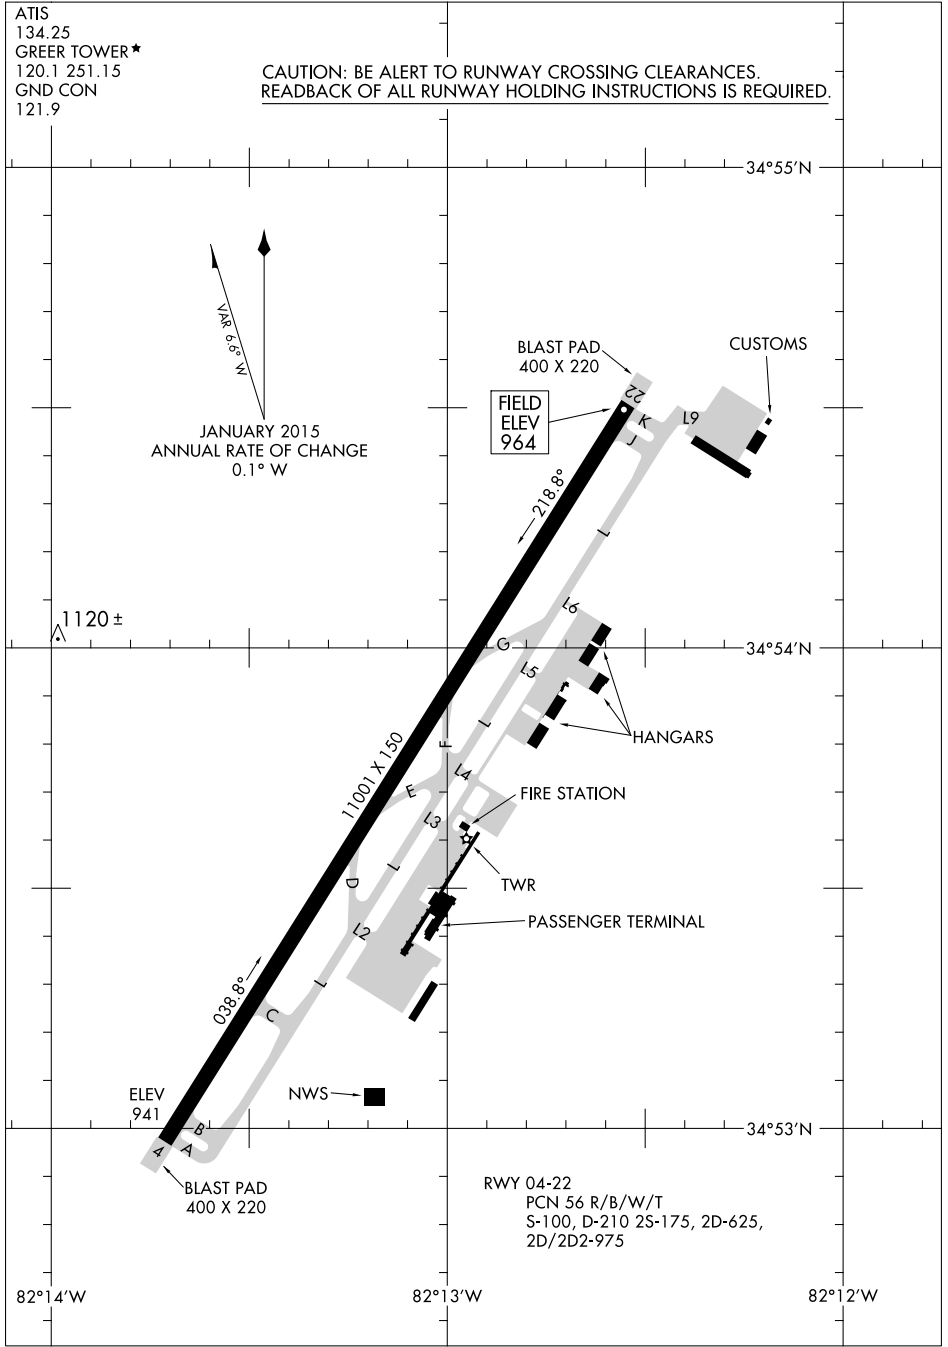 ATIS
134.25
GREER TOWER★
120.1 251.15
GND CON
121.9
CAUTION: BE ALERT TO RUNWAY CROSSING CLEARANCES.
READBACK OF ALL RUNWAY HOLDING INSTRUCTIONS IS REQUIRED.
34°55'N
VAR 6.6° W
JANUARY 2015
ANNUAL RATE OF CHANGE
0.1° W
BLAST PAD
400 X 220
CUSTOMS
22
FIELD
ELEV
964
K
J
L9
218.8°
L
1120 ±
L6
G
34°54'N
L5
L
F
HANGARS
11001 X 150
L4
E
FIRE STATION
L3
L
D
TWR
L2
PASSENGER TERMINAL
L
038.8°
C
NWS
ELEV
941
B
A
4
34°53'N
BLAST PAD
400 X 220
RWY 04-22
PCN 56 R/B/W/T
S-100, D-210 2S-175, 2D-625,
2D/2D2-975
82°14'W
82°13'W
82°12'W